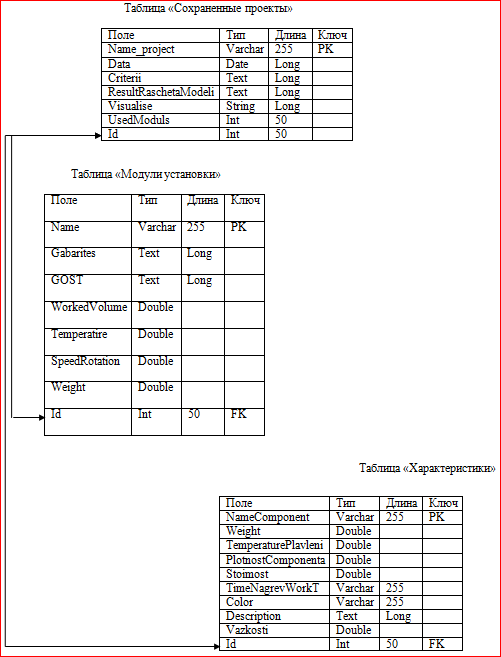 Таблица «Сохраненные проекты»
Поле Тип Длина Ключ
Name_project Varchar 255 PK
Data Date Long
Criterii Text Long
ResultRaschetaModeli Text Long
Visualise String Long
UsedModuls Int 50
Id Int 50
Таблица «Модули установки»
Поле Тип Длина Ключ
Name Varchar 255 PK
Gabarites Text Long
GOST Text Long
WorkedVolume Double
Temperatire Double
SpeedRotation Double
Weight Double
Id Int 50 FK
Таблица «Характеристики»
Поле Тип Длина Ключ
NameComponent Varchar 255 PK
Weight Double
TemperaturePlavleni Double
PlotnostComponenta Double
Stoimost Double
TimeNagrevWorkT Varchar 255
Color Varchar 255
Description Text Long
Vazkosti Double
Id Int 50 FK